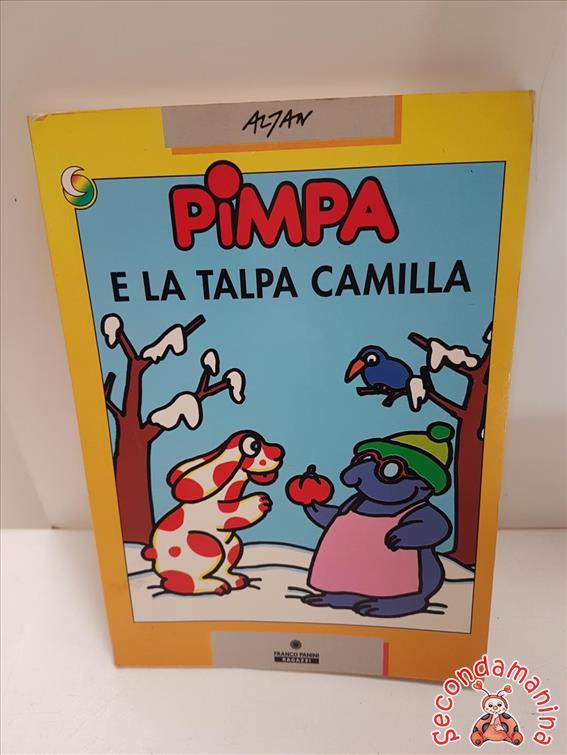 ALTAN
PiMPA
E LA TALPA CAMILLA
FRANCO PANINI
RAGAZZI
Secondamanina